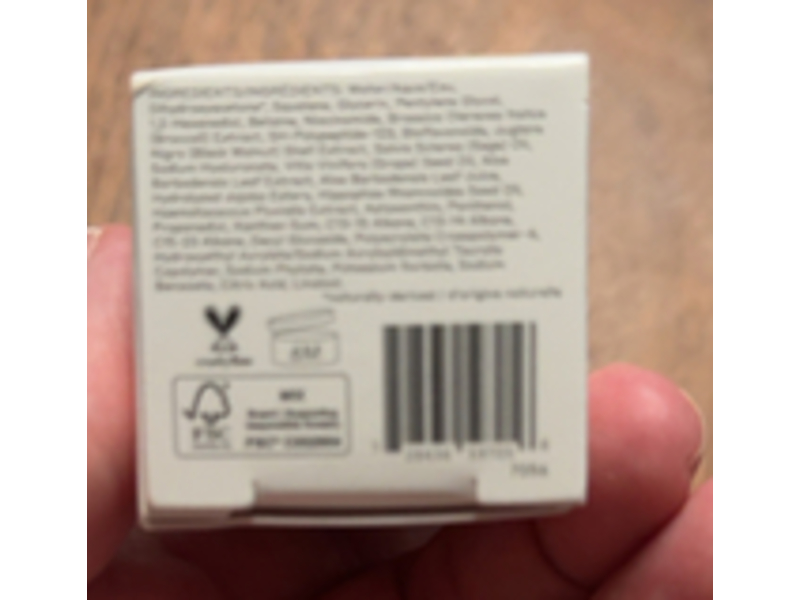 INGREDIENTS/INGRÉDIENTS: Water/Aqua/Eau,
Dihydroxyacetone*, Squalane, Glycerin, Pentylene Glycol,
1,2-Hexanediol, Betaine, Niacinamide, Brassica Oleracea Italica
(Broccoli) Extract, Bioflavonoids, Juglans
Nigra (Black Walnut) Shell Extract, Salvia Sclarea (Sage) Oil,
Sodium Hyaluronate, Vitis Vinifera (Grape) Seed Oil, Aloe
Barbadensis Leaf Extract, Aloe Barbadensis Leaf Juice,
Hydrolyzed Jojoba Esters, Hippophae Rhamnoides Seed Oil,
Haematococcus Pluvialis Extract, Astaxanthin, Panthenol,
Propanediol, Xanthan Gum, Alkane, Alkane,
Alkane, Decyl Glucoside, Polyacrylate Crosspolymer-6,
Hydroxyethyl Acrylate/Sodium Acryloyldimethyl Taurate
Copolymer, Sodium Phytate, Potassium Sorbate, Sodium
Benzoate, Citric Acid, Linalool
*naturally-derived / d'origine naturelle
FSC
MIX